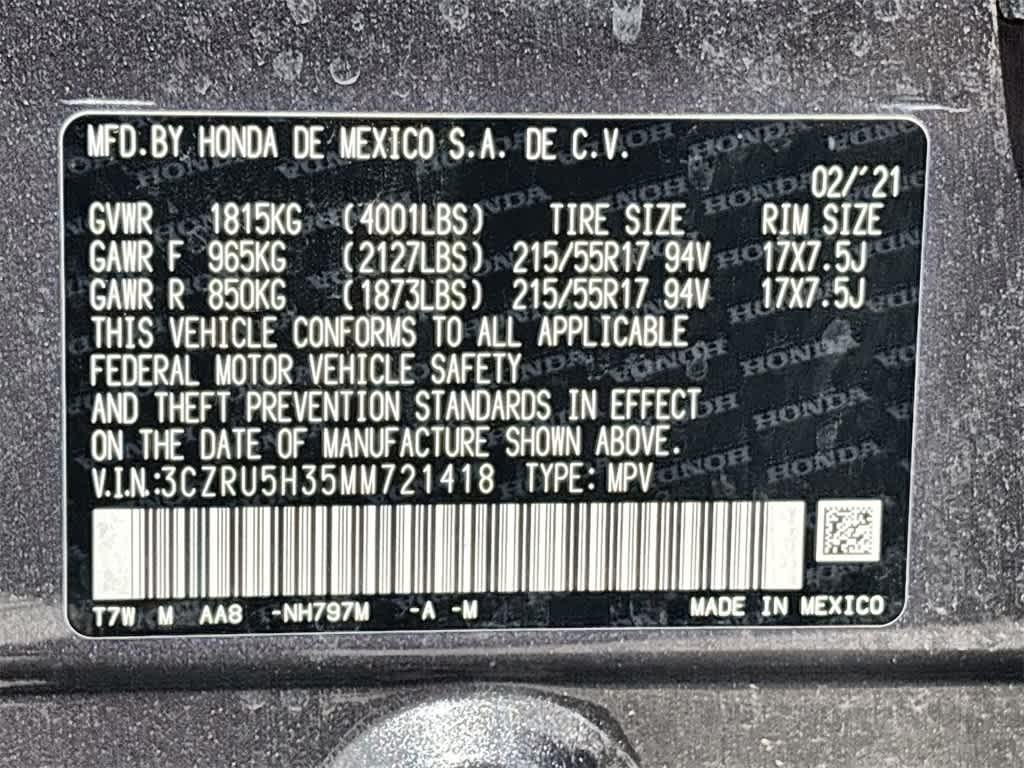 MFD.BY HONDA DE MEXICO S.A. DE C.V.
02/'21
GVWR 1815KG (4001LBS) TIRE SIZE RIM SIZE
GAWR F 965KG (2127LBS) 215/55R17 94V 17X7.5J
GAWR R 850KG (1873LBS) 215/55R17 94V 17X7.5J
THIS VEHICLE CONFORMS TO ALL APPLICABLE
FEDERAL MOTOR VEHICLE SAFETY
AND THEFT PREVENTION STANDARDS IN EFFECT
ON THE DATE OF MANUFACTURE SHOWN ABOVE.
V.I.N.:3CZRU5H35MM721418 TYPE: MPV
T7W M AA8 -NH797M -A -M MADE IN MEXICO